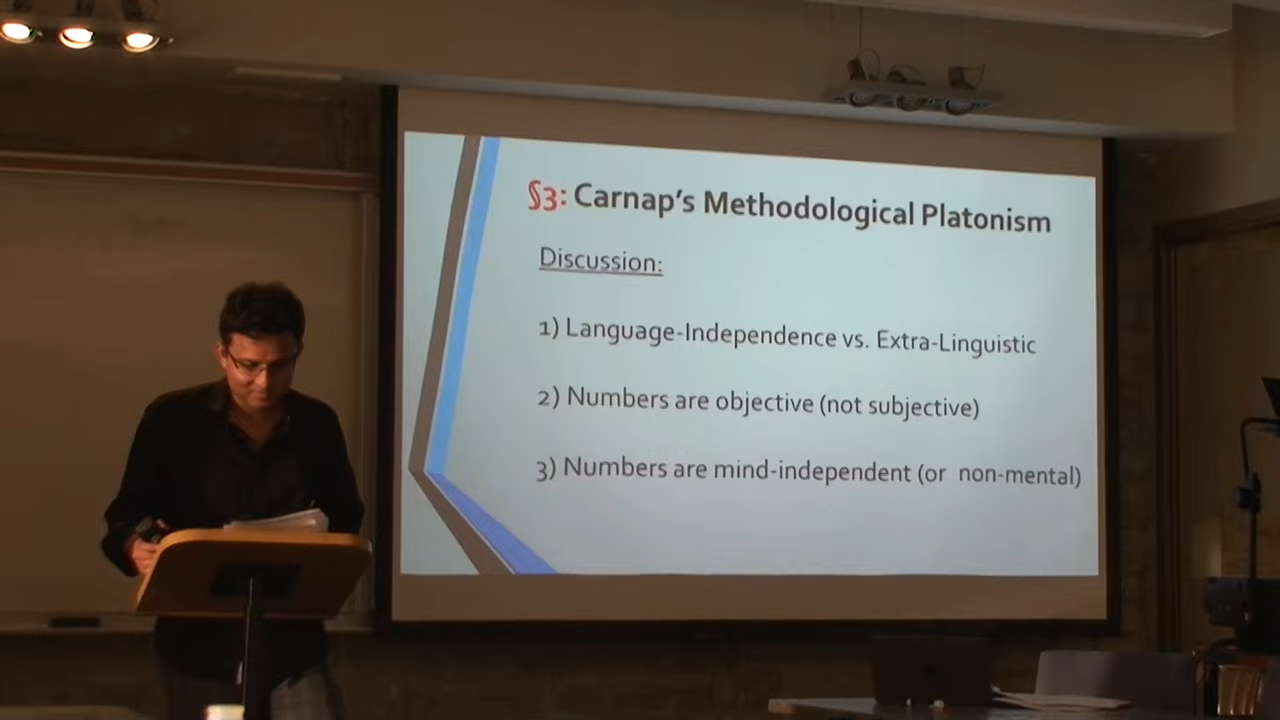 §3: Carnap's Methodological Platonism
Discussion:
1) Language-Independence vs. Extra-Linguistic
2) Numbers are objective (not subjective)
3) Numbers are mind-independent (or non-mental)